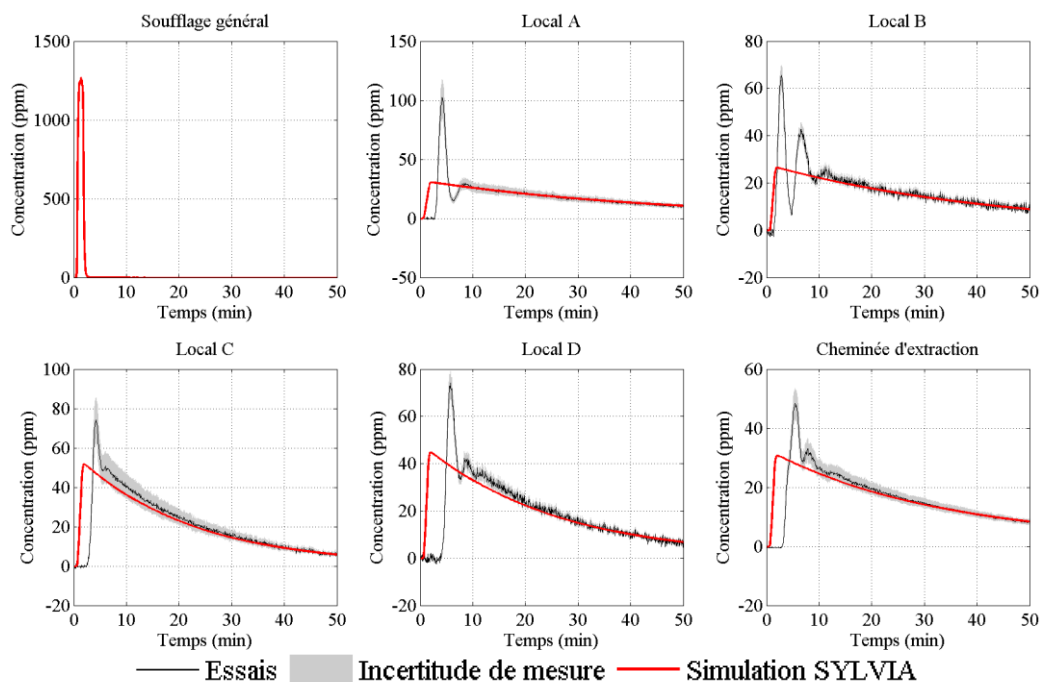 Soufflage général
Local A
Local B
1500
1000
500
0
0 10 20 30 40 50
Concentration (ppm)
Temps (min)
150
100
50
0
-50
0 10 20 30 40 50
Concentration (ppm)
Temps (min)
80
60
40
20
0
-20
0 10 20 30 40 50
Concentration (ppm)
Temps (min)
Local C
Local D
Cheminée d'extraction
100
80
60
40
20
0
-20
0 10 20 30 40 50
Concentration (ppm)
Temps (min)
80
60
40
20
0
-20
0 10 20 30 40 50
Concentration (ppm)
Temps (min)
60
40
20
0
-20
0 10 20 30 40 50
Concentration (ppm)
Temps (min)
Essais Incertitude de mesure Simulation SYLVIA